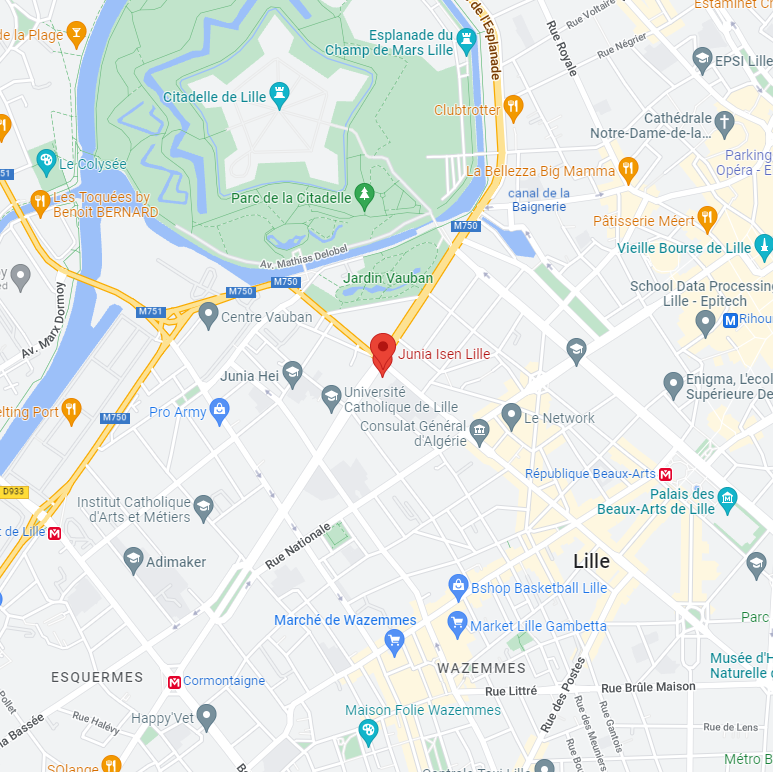 de la Plage
Esplanade du
Champ de Mars Lille
de l'Esplanade
Rue Voltaire
Estaminet Ch
Rue Royale
Rue Négrier
EPSI Lille
Citadelle de Lille
Clubtrotter
Cathédrale
Notre-Dame-de-la...
Le Colysée
Parking
Opéra - E
La Bellezza Big Mamma
Les Toquées by
Benoit BERNARD
Parc de la Citadelle
canal de la
Baignerie
Pâtisserie Méert
M750
Vieille Bourse de Lille
Av. Mathias Delobel
Jardin Vauban
M750
M750
School Data Processing
Lille - Epitech
Av. Marx Dormoy
M751
Centre Vauban
Rihour
Junia Isen Lille
Junia Hei
Université
Catholique de Lille
Enigma, L'ecol
Supérieure De
elting Port
M750
Pro Army
Le Network
Consulat Général
d'Algérie
République Beaux-Arts
D933
Palais des
Beaux-Arts de Lille
Institut Catholique
d'Arts et Métiers
t de Lille
Rue Nationale
Adimaker
Lille
Bshop Basketball Lille
Marché de Wazemmes
Market Lille Gambetta
Parc
Musée d'H
Naturelle d
ESQUERMES
Cormontaigne
WAZEMMES
Rue Littré
Rue Brûle Maison
Rue des Postes
Pollet
Rue Halévy
la Bassée
Happy'Vet
Maison Folie Wazemmes
Rue des Meuniers
Rue Gantois
Rue de Lens
SOlange
Centrale Taxi Lille
Métro B